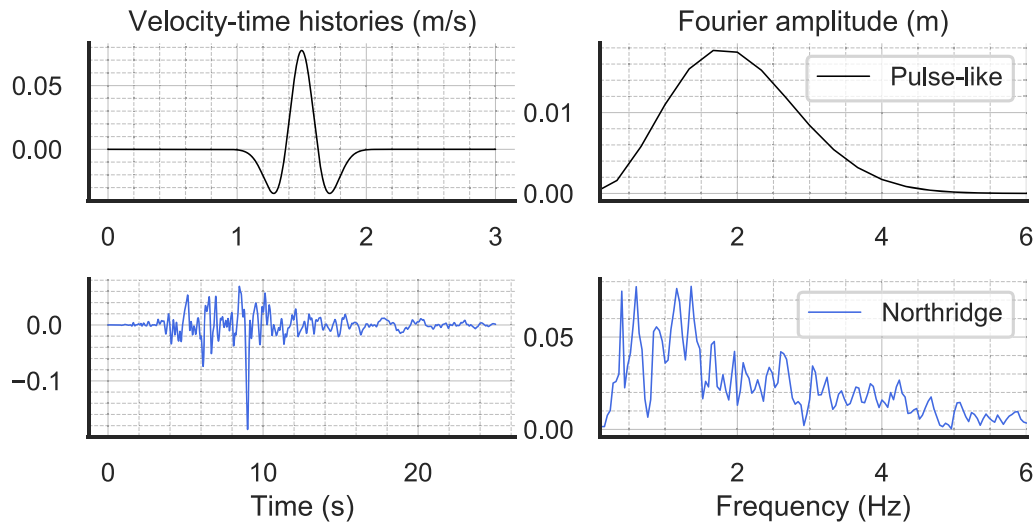 Velocity-time histories (m/s)
Fourier amplitude (m)
0.05
0.00
0 1 2 3
0.01
0.00
Pulse-like
2 4 6
0.0
−0.1
0 10 20
Time (s)
0.05
0.00
Northridge
2 4 6
Frequency (Hz)